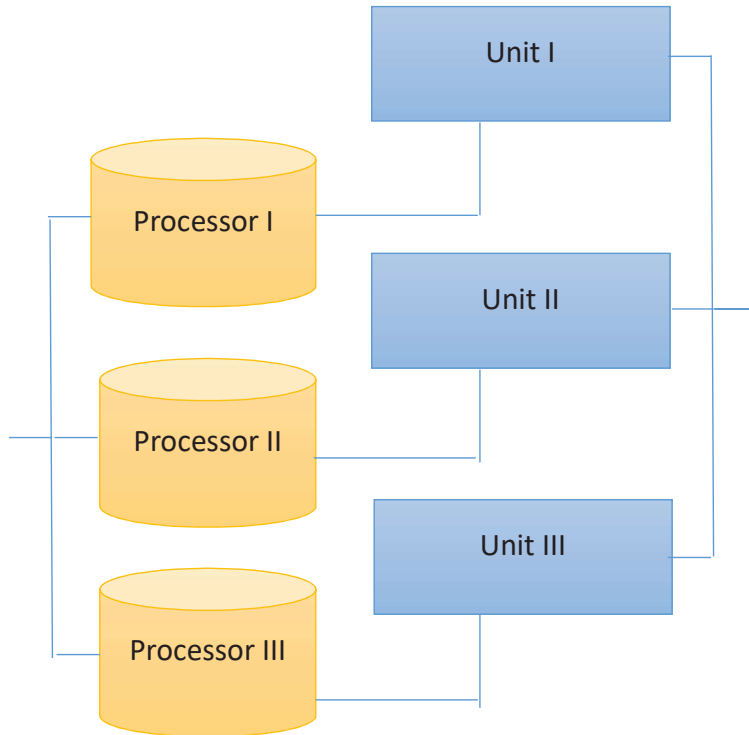 Unit I
Processor I
Unit II
Processor II
Unit III
Processor III